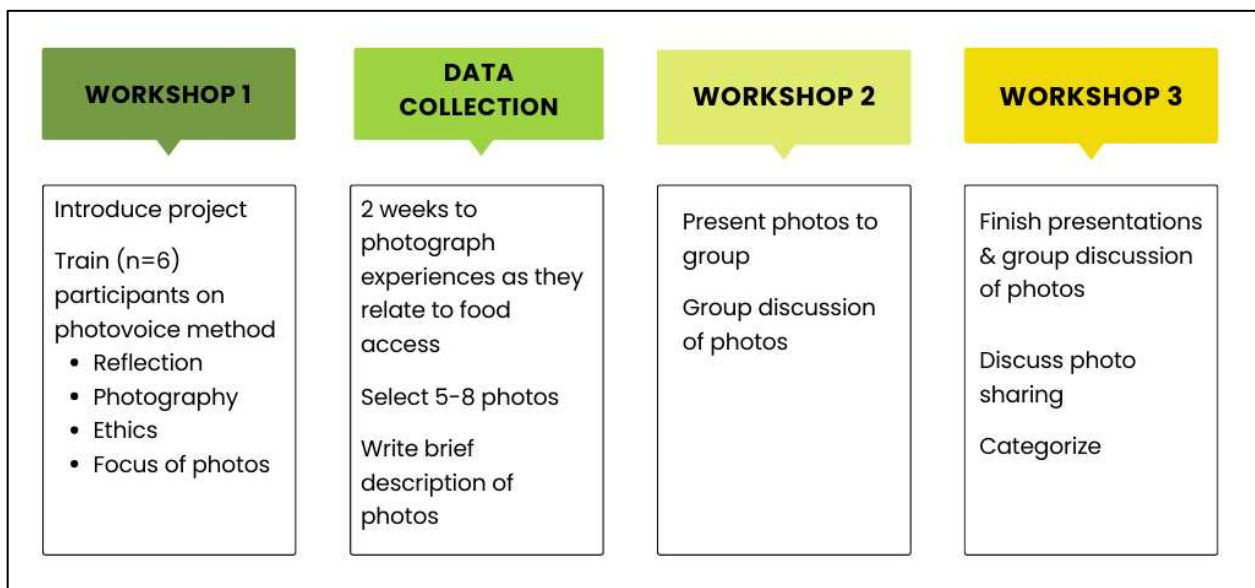 WORKSHOP 1
Introduce project
Train (n=6)
participants on
photovoice method
• Reflection
• Photography
• Ethics
• Focus of photos
DATA
COLLECTION
2 weeks to
photograph
experiences as they
relate to food
access
Select 5-8 photos
Write brief
description of
photos
WORKSHOP 2
Present photos to
group
Group discussion
of photos
WORKSHOP 3
Finish presentations
& group discussion
of photos
Discuss photo
sharing
Categorize